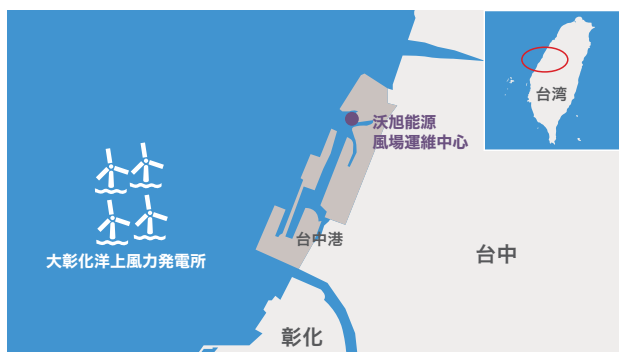 台湾
沃旭能源
風場運維中心
台中港
大彰化洋上風力発電所
台中
彰化